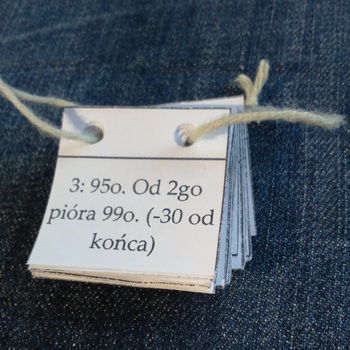 3: 95o. Od 2go
pióra 99o. (-30 od
końca)